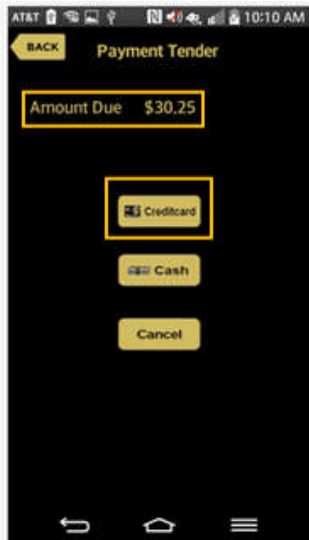 AT&T 10:10 AM
BACK Payment Tender
Amount Due $30.25
Creditcard
Cash
Cancel